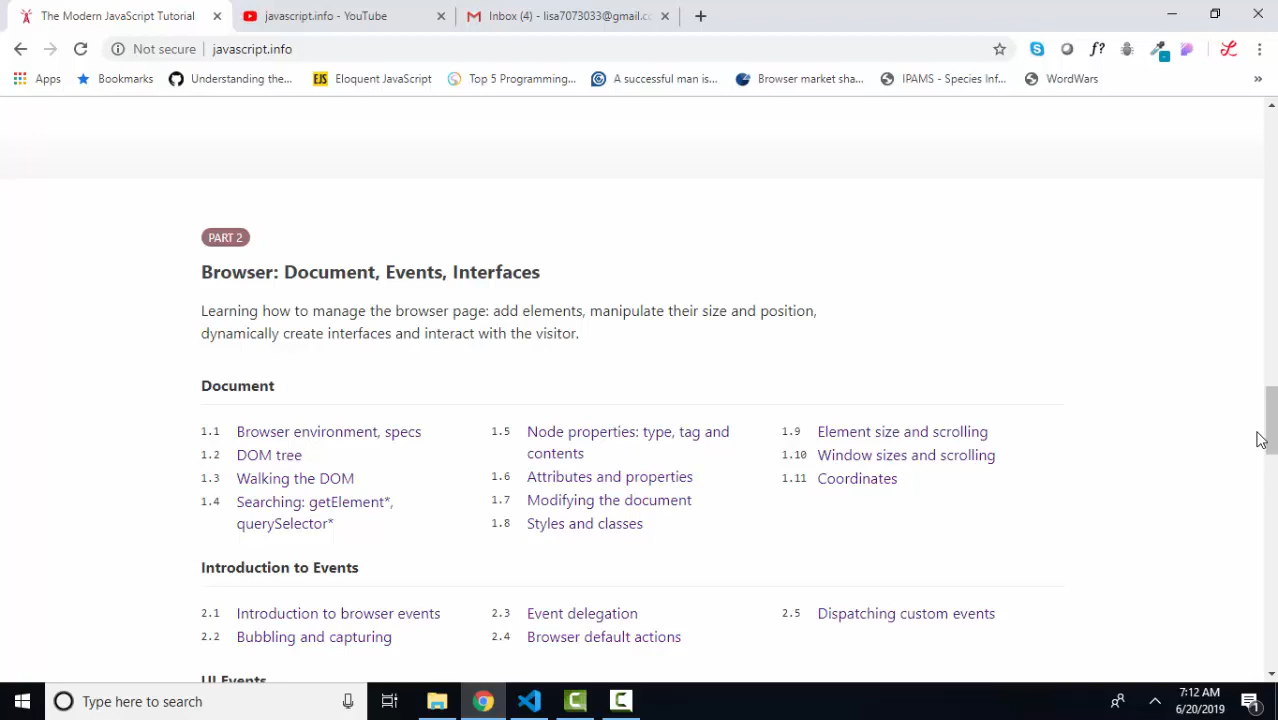 The Modern JavaScript Tutorial
javascript.info - YouTube
Inbox (4) - lisa7073033@gmail.cc
Not secure
javascript.info
f?
Apps
Bookmarks
Understanding the...
EJS
Eloquent JavaScript
Top 5 Programming...
A successful man is...
Browser market sha...
IPAMS - Species Inf...
WordWars
»
PART 2
Browser: Document, Events, Interfaces
Learning how to manage the browser page: add elements, manipulate their size and position,
dynamically create interfaces and interact with the visitor.
Document
1.1 Browser environment, specs
1.2 DOM tree
1.3 Walking the DOM
1.4 Searching: getElement*,
querySelector*
1.5 Node properties: type, tag and
contents
1.6 Attributes and properties
1.7 Modifying the document
1.8 Styles and classes
1.9 Element size and scrolling
1.10 Window sizes and scrolling
1.11 Coordinates
Introduction to Events
2.1 Introduction to browser events
2.2 Bubbling and capturing
2.3 Event delegation
2.4 Browser default actions
2.5 Dispatching custom events
UI Events
Type here to search
7:12 AM
6/20/2019
1